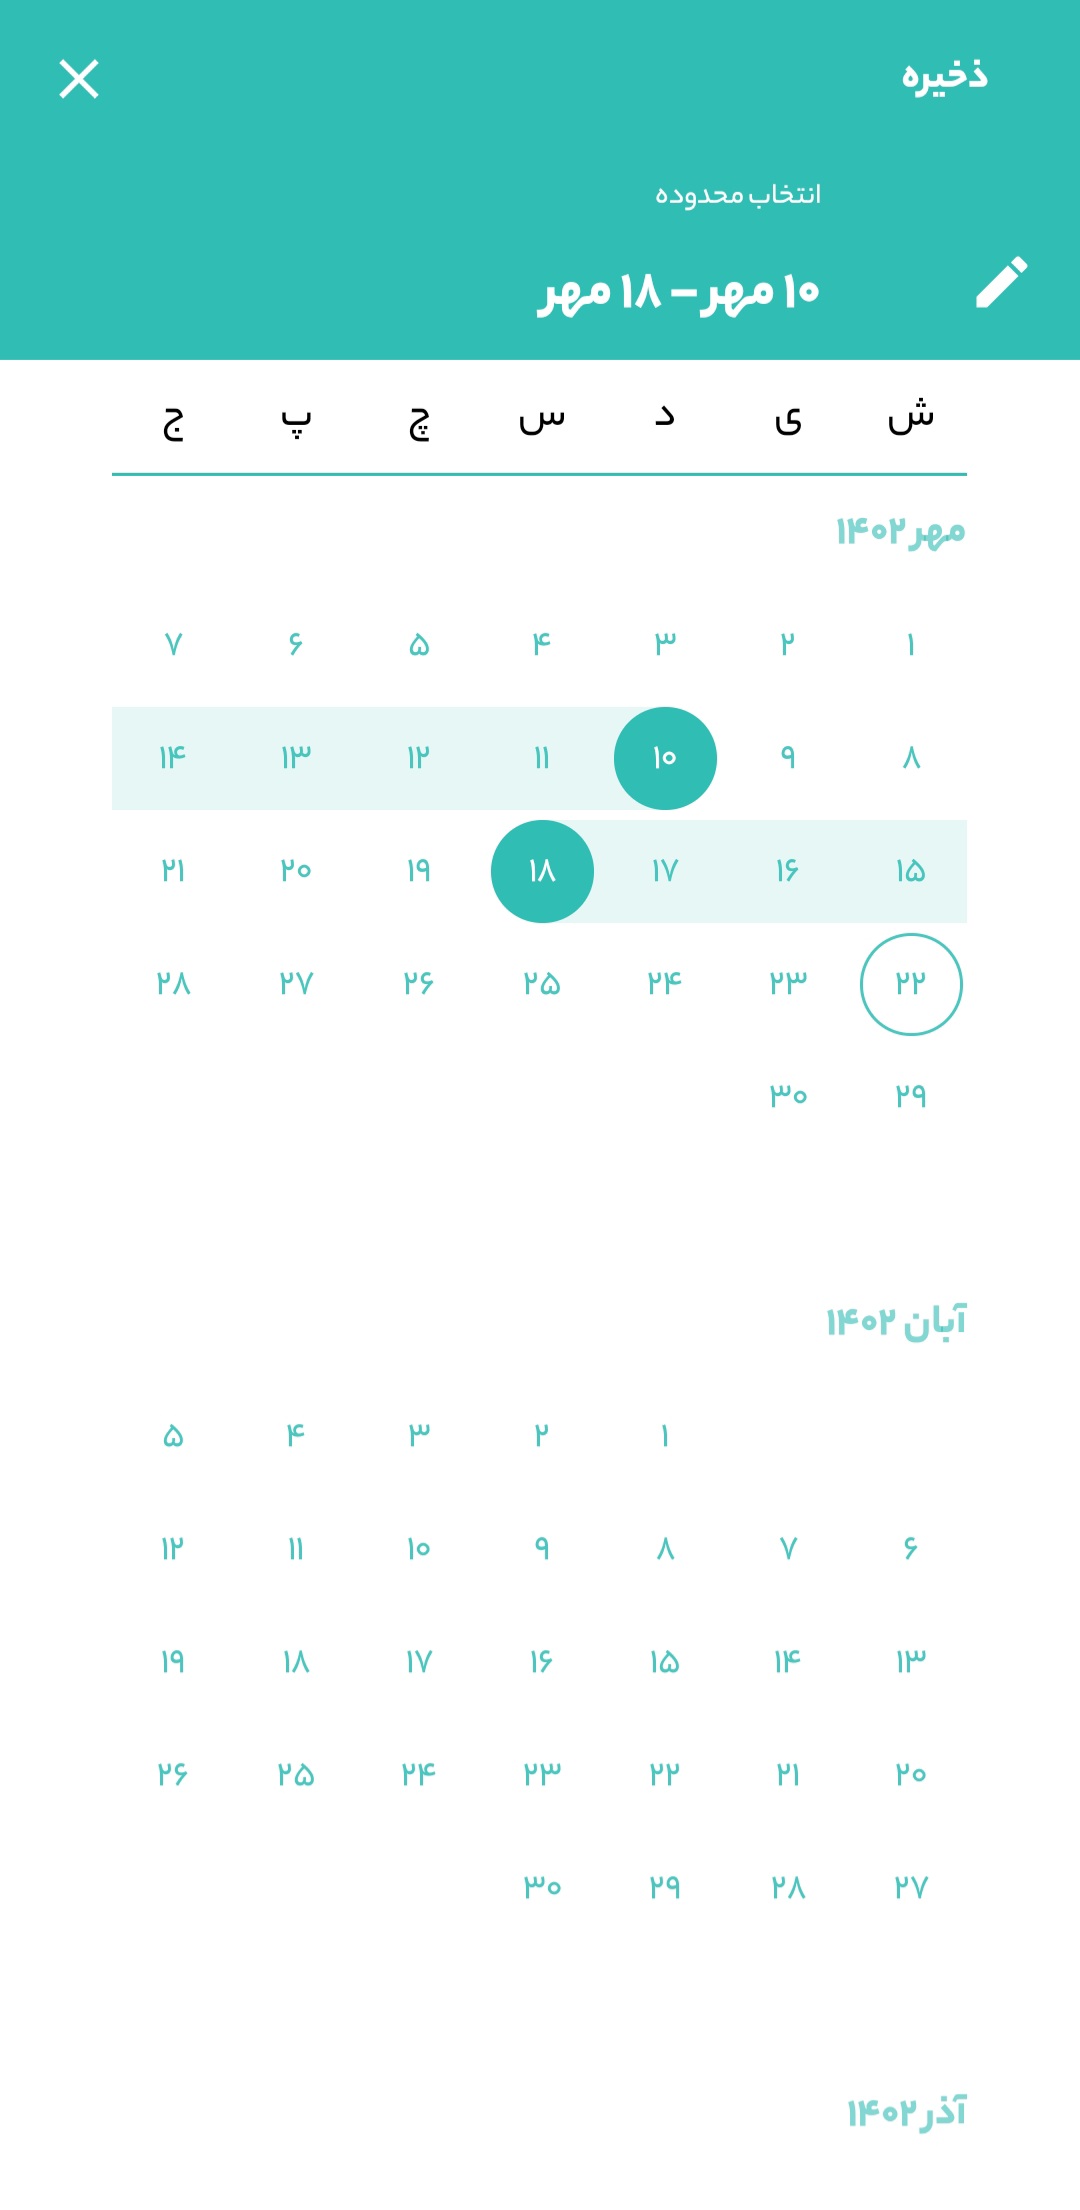 ذخیره
انتخاب محدوده
۱۰ مهر – ۱۸ مهر
ش ی د س چ پ ج
مهر ۱۴۰۲
۱ ۲ ۳ ۴ ۵ ۶ ۷
۸ ۹ ۱۰ ۱۱ ۱۲ ۱۳ ۱۴
۱۵ ۱۶ ۱۷ ۱۸ ۱۹ ۲۰ ۲۱
۲۲ ۲۳ ۲۴ ۲۵ ۲۶ ۲۷ ۲۸
۲۹ ۳۰
آبان ۱۴۰۲
۱ ۲ ۳ ۴ ۵
۶ ۷ ۸ ۹ ۱۰ ۱۱ ۱۲
۱۳ ۱۴ ۱۵ ۱۶ ۱۷ ۱۸ ۱۹
۲۰ ۲۱ ۲۲ ۲۳ ۲۴ ۲۵ ۲۶
۲۷ ۲۸ ۲۹ ۳۰
آذر ۱۴۰۲